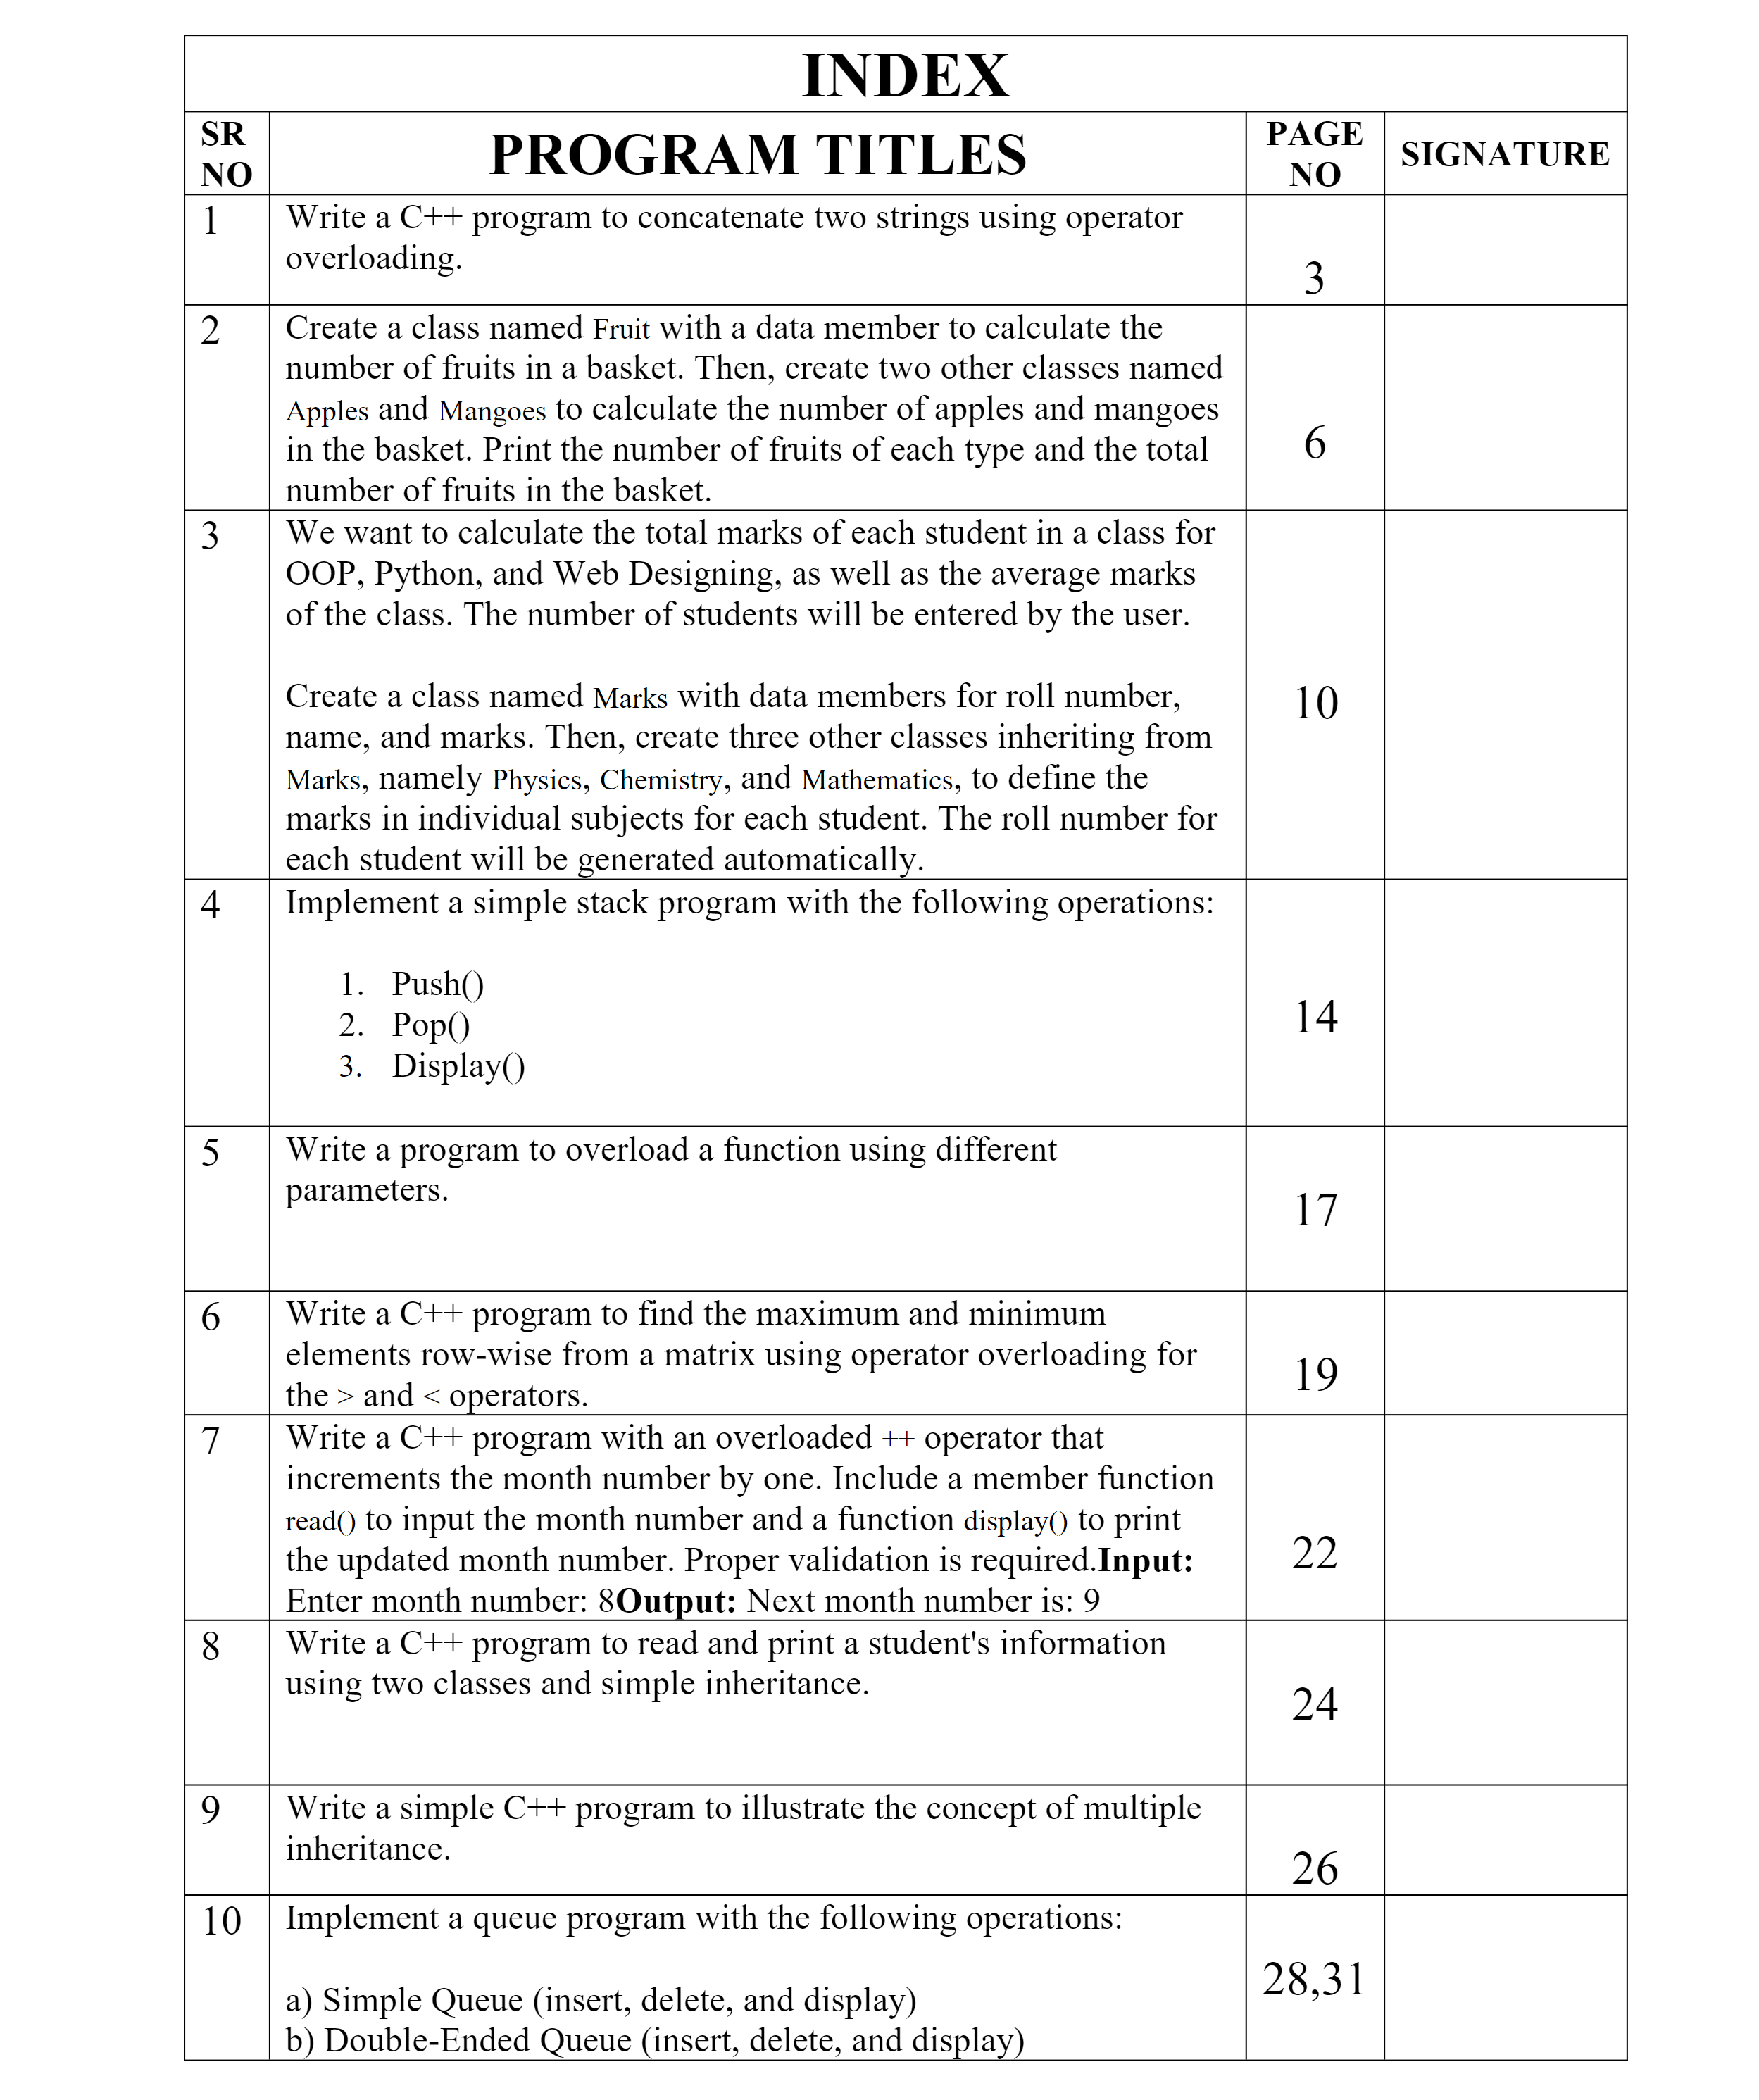 INDEX
SR NO PROGRAM TITLES PAGE NO SIGNATURE
1 Write a C++ program to concatenate two strings using operator
overloading.
3
2 Create a class named Fruit with a data member to calculate the
number of fruits in a basket. Then, create two other classes named
Apples and Mangoes to calculate the number of apples and mangoes
in the basket. Print the number of fruits of each type and the total
number of fruits in the basket.
6
3 We want to calculate the total marks of each student in a class for
OOP, Python, and Web Designing, as well as the average marks
of the class. The number of students will be entered by the user.
Create a class named Marks with data members for roll number,
name, and marks. Then, create three other classes inheriting from
Marks, namely Physics, Chemistry, and Mathematics, to define the
marks in individual subjects for each student. The roll number for
each student will be generated automatically.
10
4 Implement a simple stack program with the following operations:
1. Push()
2. Pop()
3. Display()
14
5 Write a program to overload a function using different
parameters.
17
6 Write a C++ program to find the maximum and minimum
elements row-wise from a matrix using operator overloading for
the > and < operators.
19
7 Write a C++ program with an overloaded ++ operator that
increments the month number by one. Include a member function
read() to input the month number and a function display() to print
the updated month number. Proper validation is required.Input:
Enter month number: 8Output: Next month number is: 9
22
8 Write a C++ program to read and print a student's information
using two classes and simple inheritance.
24
9 Write a simple C++ program to illustrate the concept of multiple
inheritance.
26
10 Implement a queue program with the following operations:
a) Simple Queue (insert, delete, and display)
b) Double-Ended Queue (insert, delete, and display)
28,31